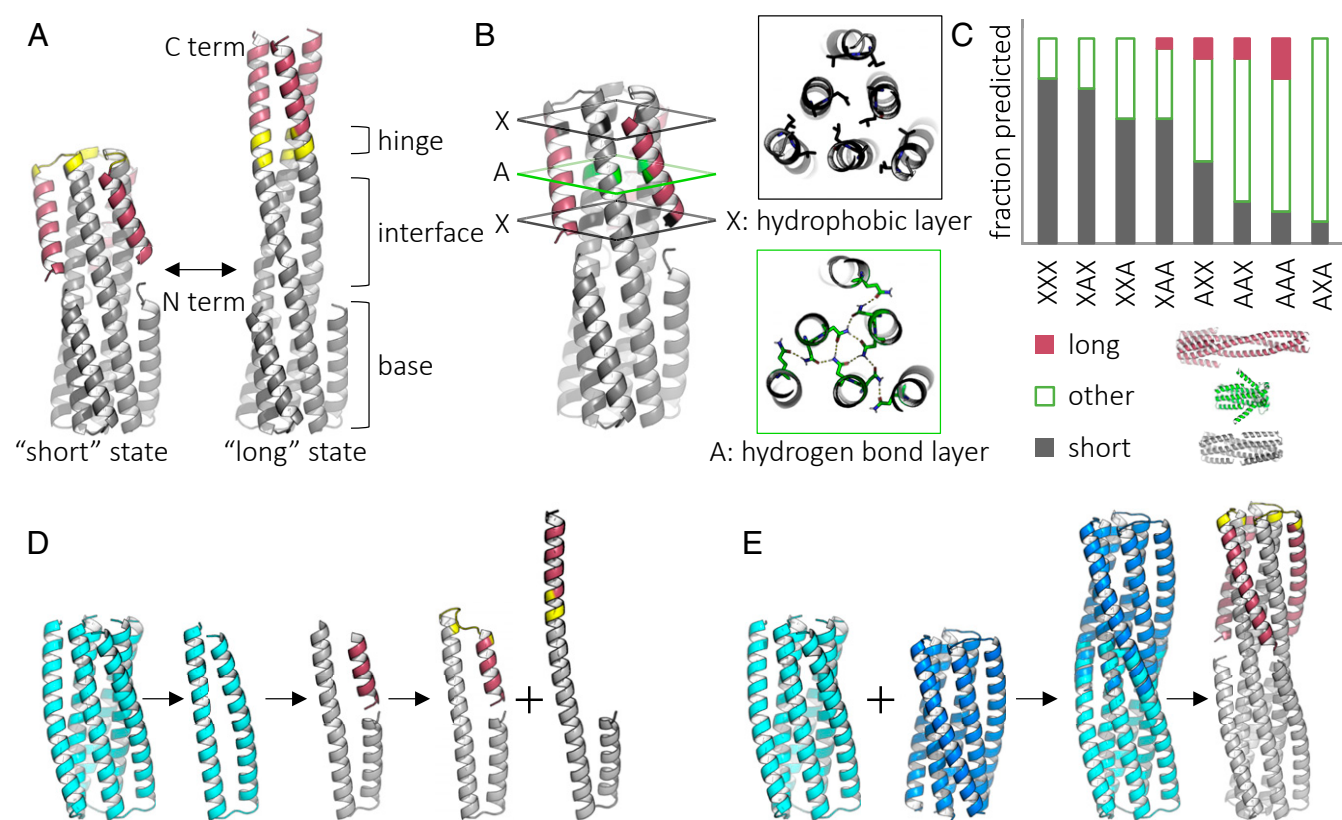 A
C term
hinge
interface
N term
base
"short" state
"long" state
B
X
A
X
X: hydrophobic layer
A: hydrogen bond layer
C
fraction predicted
XXX
XAX
XXA
XAA
AXX
AAX
AAA
AXA
long
other
short
D
+
E
+